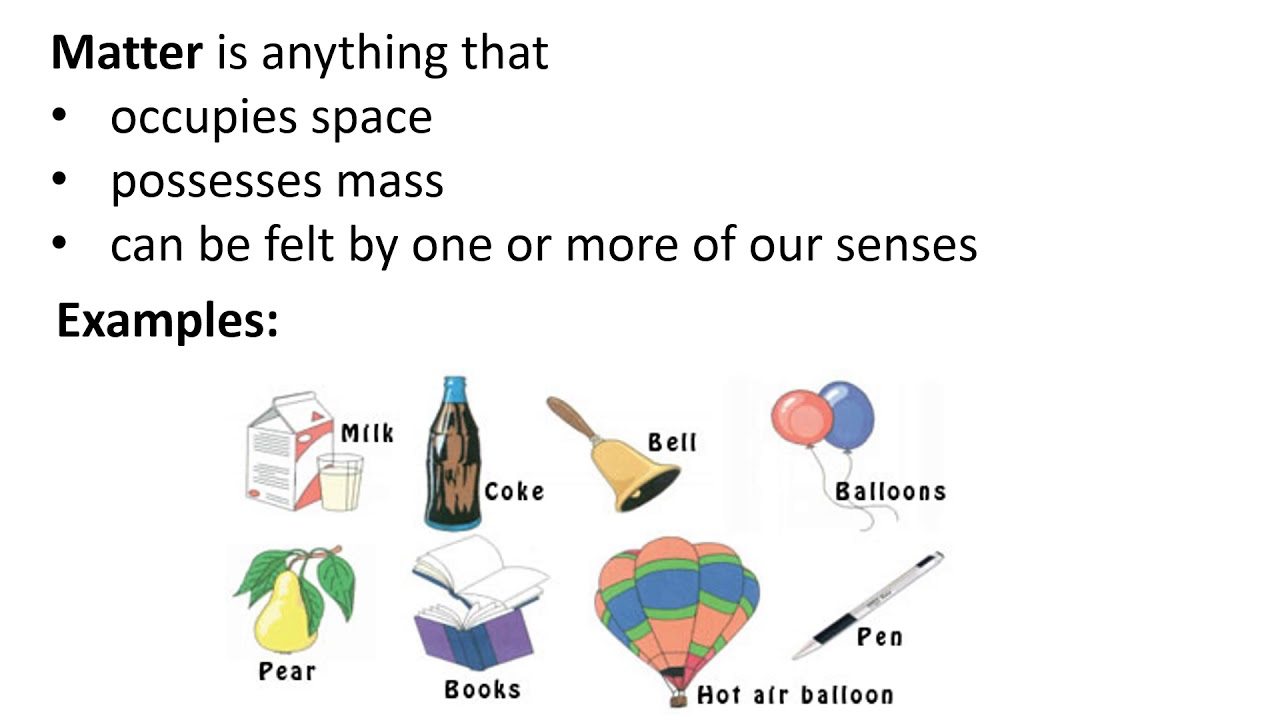 Matter is anything that
• occupies space
• possesses mass
• can be felt by one or more of our senses
Examples:
Milk
Coke
Bell
Balloons
Pear
Books
Hot air balloon
Pen